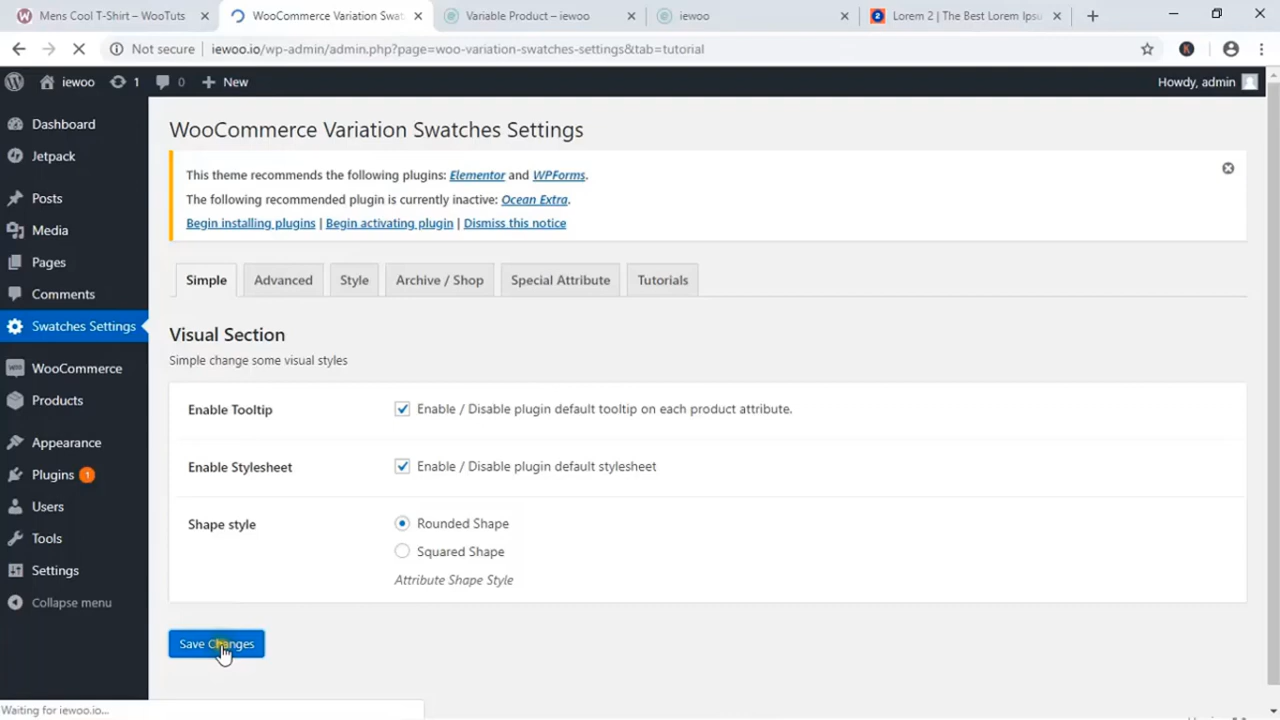 Mens Cool T-Shirt – WooTuts
WooCommerce Variation Swat
Variable Product – iewoo
iewoo
Lorem 2 | The Best Lorem Ipsu
Not secure
iewoo.io/wp-admin/admin.php?page=woo-variation-swatches-settings&tab=tutorial
iewoo
1
0
New
Howdy, admin
Dashboard
Jetpack
Posts
Media
Pages
Comments
Swatches Settings
WooCommerce
Products
Appearance
Plugins 1
Users
Tools
Settings
Collapse menu
WooCommerce Variation Swatches Settings
This theme recommends the following plugins: Elementor and WPForms.
The following recommended plugin is currently inactive: Ocean Extra.
Begin installing plugins | Begin activating plugin | Dismiss this notice
Simple
Advanced
Style
Archive / Shop
Special Attribute
Tutorials
Visual Section
Simple change some visual styles
Enable Tooltip
Enable / Disable plugin default tooltip on each product attribute.
Enable Stylesheet
Enable / Disable plugin default stylesheet
Shape style
Rounded Shape
Squared Shape
Attribute Shape Style
Save Changes
Waiting for iewoo.io...